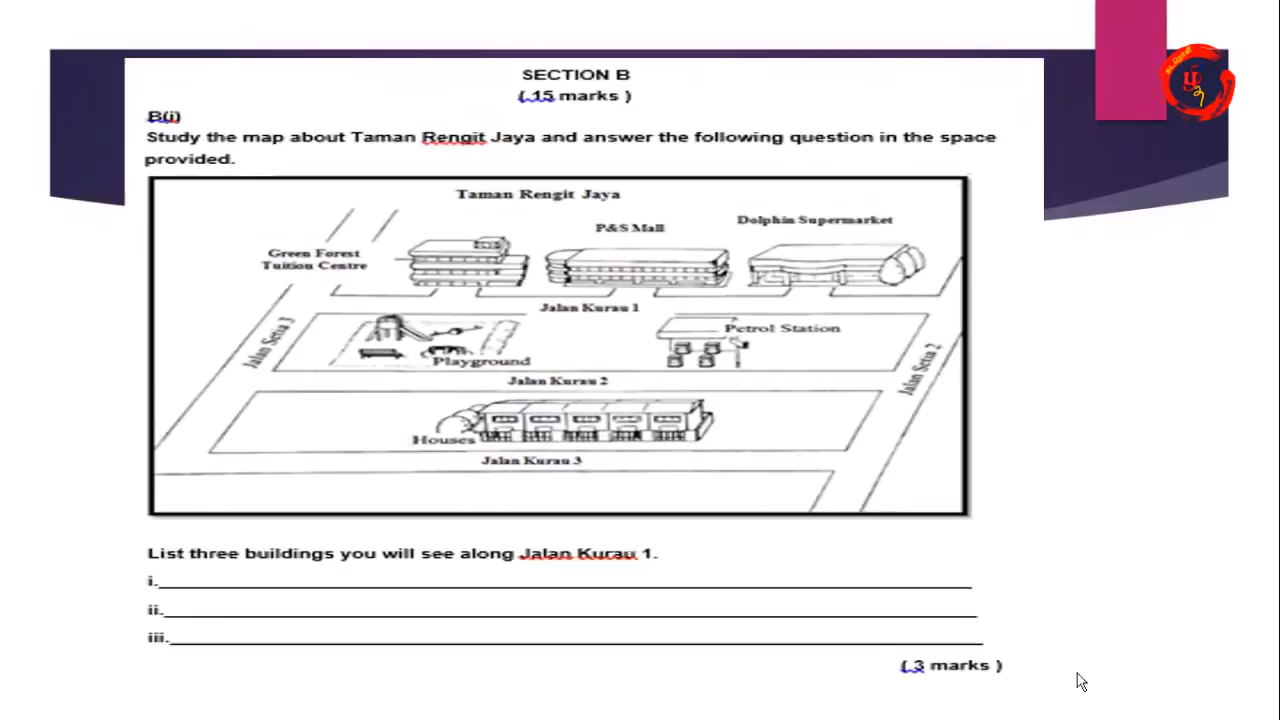 SECTION B
( 15 marks )
B(i)
Study the map about Taman Rengit Jaya and answer the following question in the space
provided.
Taman Rengit Jaya
Dolphin Supermarket
P&S Mall
Green Forest
Tuition Centre
Jalan Kurau 1
Jalan Setia 3
Petrol Station
Playground
Jalan Setia 2
Jalan Kurau 2
Houses
Jalan Kurau 3
List three buildings you will see along Jalan Kurau 1.
i.
ii.
iii.
( 3 marks )